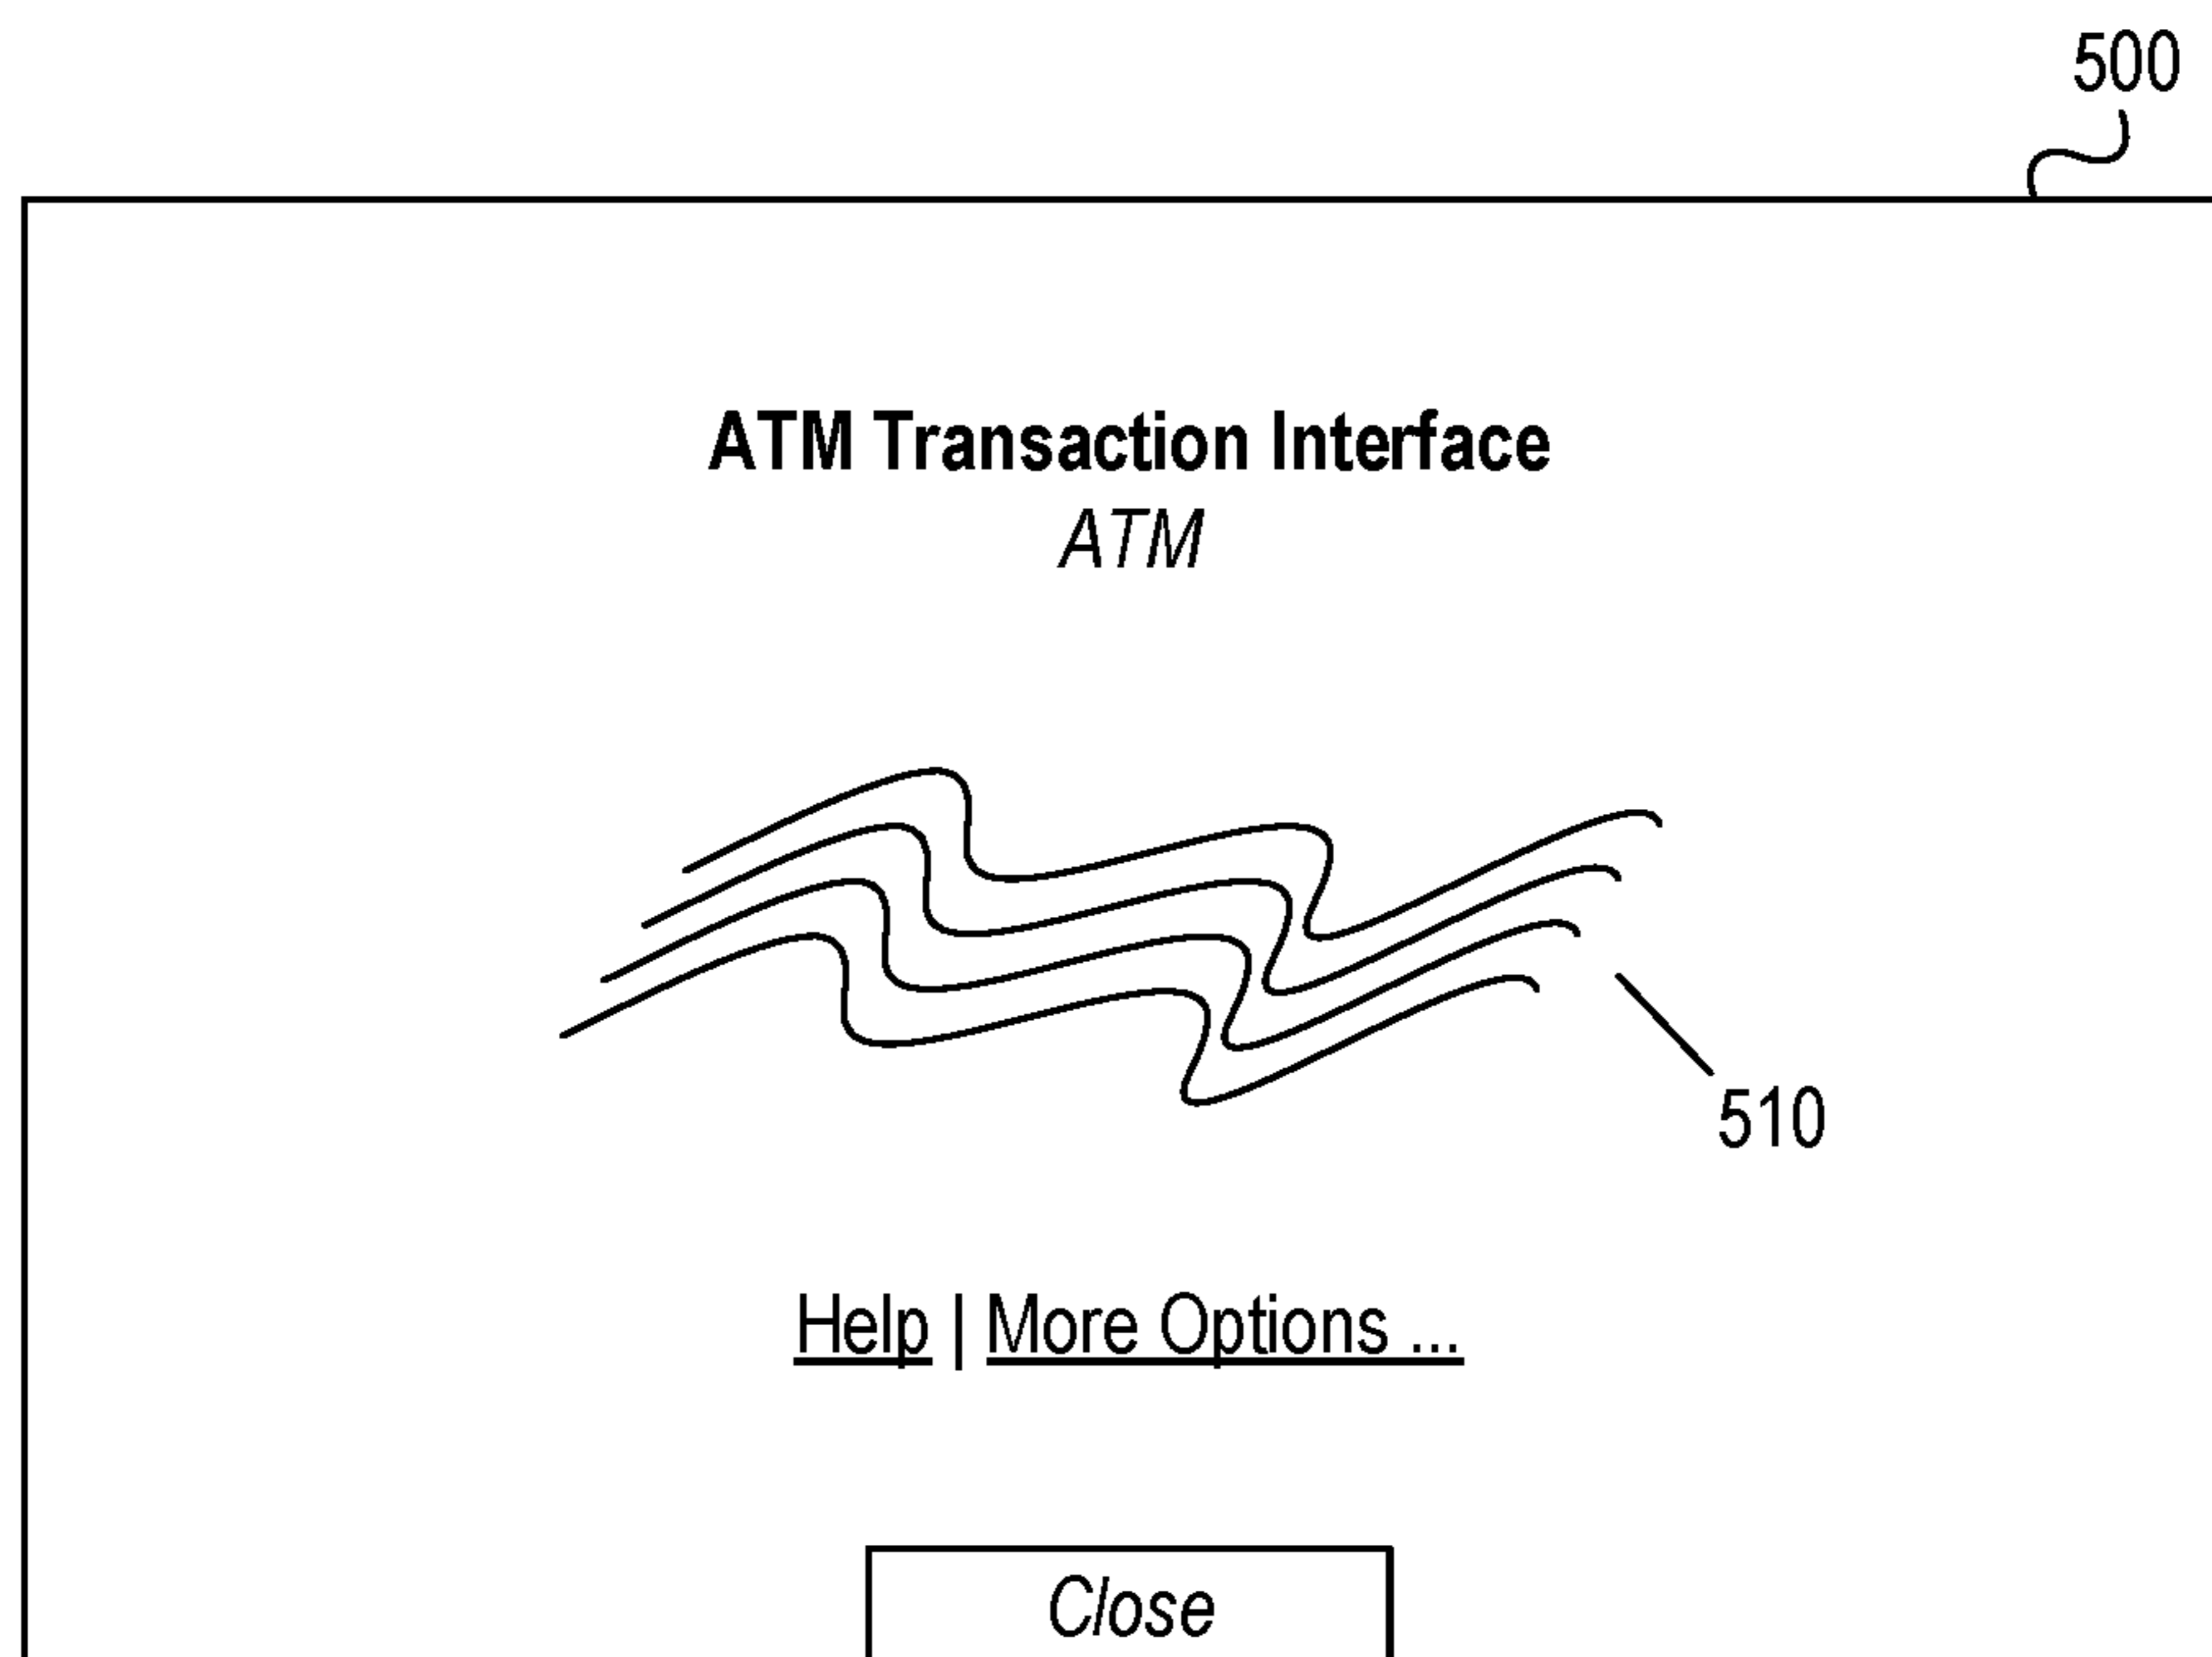 500
ATM Transaction Interface
ATM
510
Help | More Options ...
Close